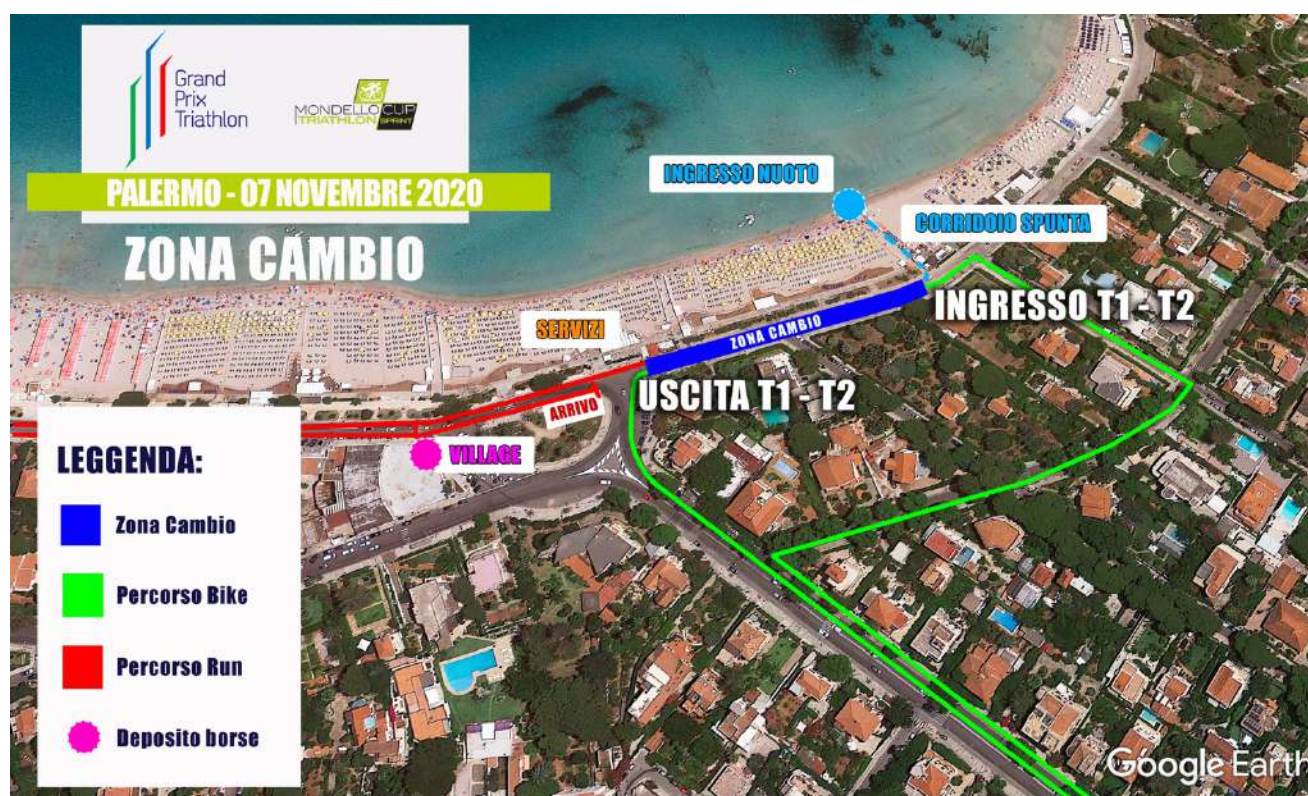 Grand
Prix
Triathlon
MONDELLO CUP
TRIATHLON SPRINT
PALERMO - 07 NOVEMBRE 2020
ZONA CAMBIO
INGRESSO NUOTO
CORRIDOIO SPUNTA
INGRESSO T1 - T2
SERVIZI
ZONA CAMBIO
USCITA T1 - T2
ARRIVO
VILLAGE
LEGGENDA:
Zona Cambio
Percorso Bike
Percorso Run
Deposito borse
Google Earth